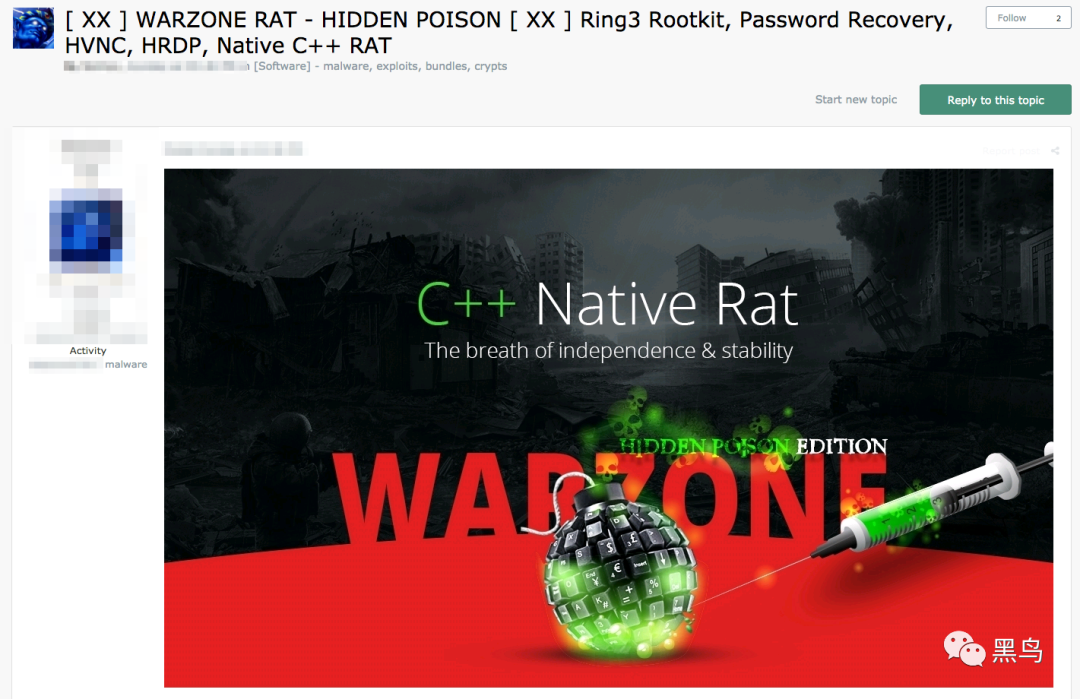 [ XX ] WARZONE RAT - HIDDEN POISON [ XX ] Ring3 Rootkit, Password Recovery,
HVNC, HRDP, Native C++ RAT
Follow 2
[Software] - malware, exploits, bundles, crypts
Start new topic
Reply to this topic
Activity
malware
C++ Native Rat
The breath of independence & stability
HIDDEN POISON EDITION
WARZONE
黑鸟